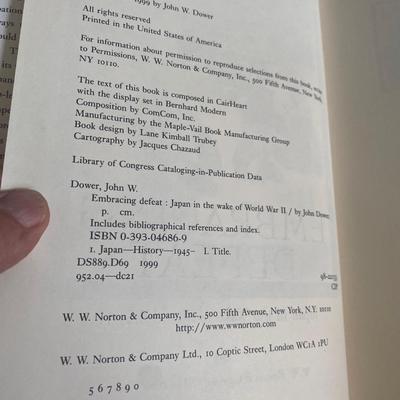 1999 by John W. Dower
All rights reserved
Printed in the United States of America
For information about permission to reproduce selections from this book, write
to Permissions, W. W. Norton & Company, Inc., 500 Fifth Avenue, New York,
NY 10110.
The text of this book is composed in CairHeart
with the display set in Bernhard Modern
Composition by ComCom, Inc.
Manufacturing by the Maple-Vail Book Manufacturing Group
Book design by Lane Kimball Trubey
Cartography by Jacques Chazaud
Library of Congress Cataloging-in-Publication Data
Dower, John W.
Embracing defeat : Japan in the wake of World War II / by John Dower.
p. cm.
Includes bibliographical references and index.
ISBN 0-393-04686-9
1. Japan—History—1945- I. Title.
DS889.D69 1999
952.04—dc21
CIP
W. W. Norton & Company, Inc., 500 Fifth Avenue, New York, N.Y. 10110
http://www.wwnorton.com
W. W. Norton & Company Ltd., 10 Coptic Street, London WC1A 1PU
5 6 7 8 9 0